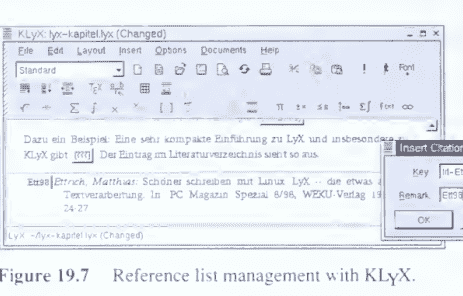 KLyX: lyx-kapitel.lyx (Changed)
File Edit Layout Insert Options Documents Help
Standard
Font
Insert Citation
Dazu ein Beispiel: Eine sehr kompakte Einführung zu LyX und insbesondere
KLyX gibt [???] Der Eintrag im Literaturverzeichnis sieht so aus.
Key
Ett98 Ettrich, Matthias: Schöner schreiben mit Linux LyX -- die etwas
Textverarbeitung. In PC Magazin Spezial 8/98, WEKU-Verlag 19
24-27
Remark Ett98
OK
LyX ~/lyx-kapitel.lyx (Changed)
Figure 19.7 Reference list management with KLyX.